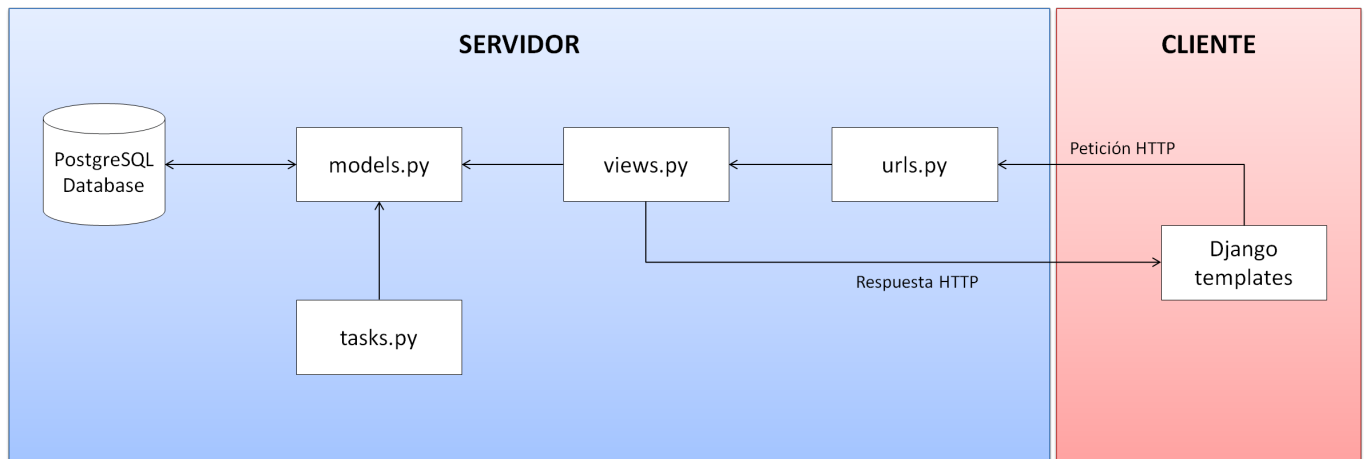 SERVIDOR
CLIENTE
PostgreSQL
Database
models.py
views.py
urls.py
Petición HTTP
Django
templates
Respuesta HTTP
tasks.py